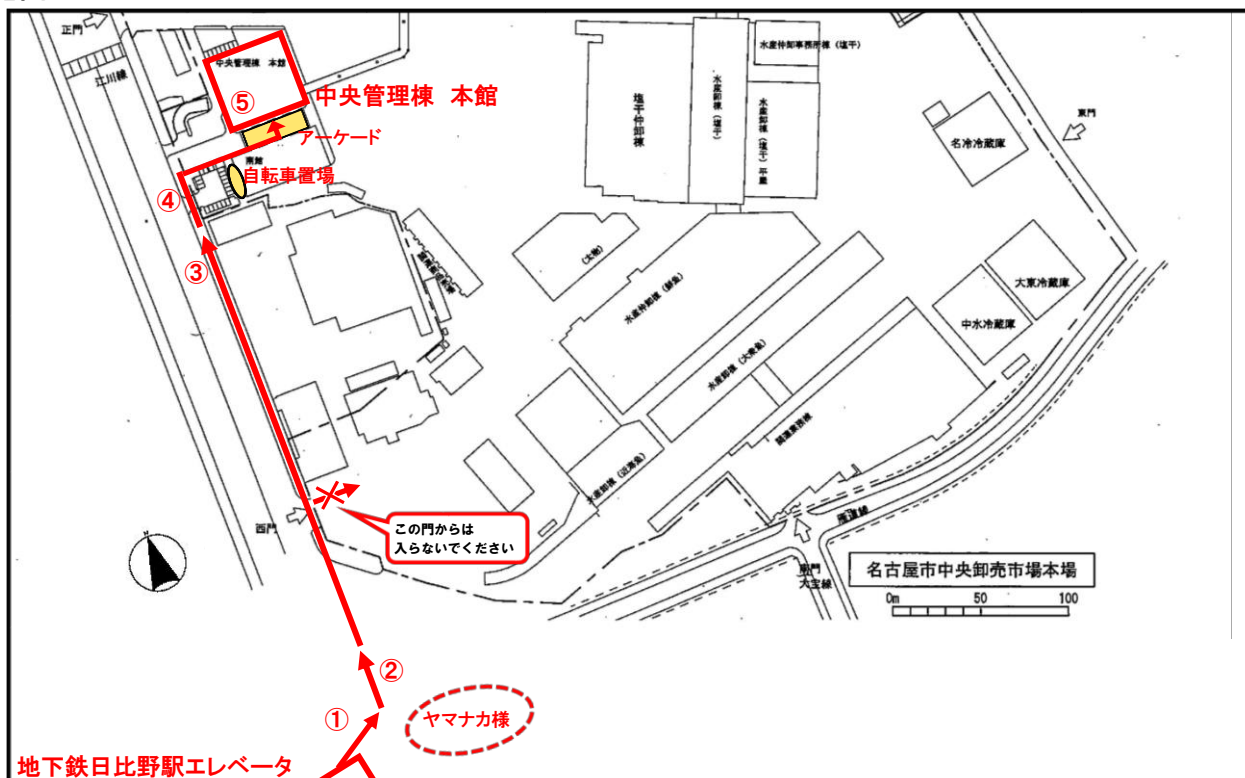 正門
江川線
中央管理棟 本館
⑤
中央管理棟 本館
アーケード
南館
自転車置場
④
③
水産仲卸事務所棟（塩干）
塩干仲卸棟
水産卸棟（塩干）
水産卸棟（塩干）平屋
東門
名冷冷蔵庫
大東冷蔵庫
中水冷蔵庫
水産仲卸棟（鮮魚）
水産卸棟（大衆魚）
関連業務棟
水産卸棟（近海魚）
西門
この門からは
入らないでください
雁道線
大宝線
名古屋市中央卸売市場本場
0m 50 100
②
①
ヤマナカ様
地下鉄日比野駅エレベータ